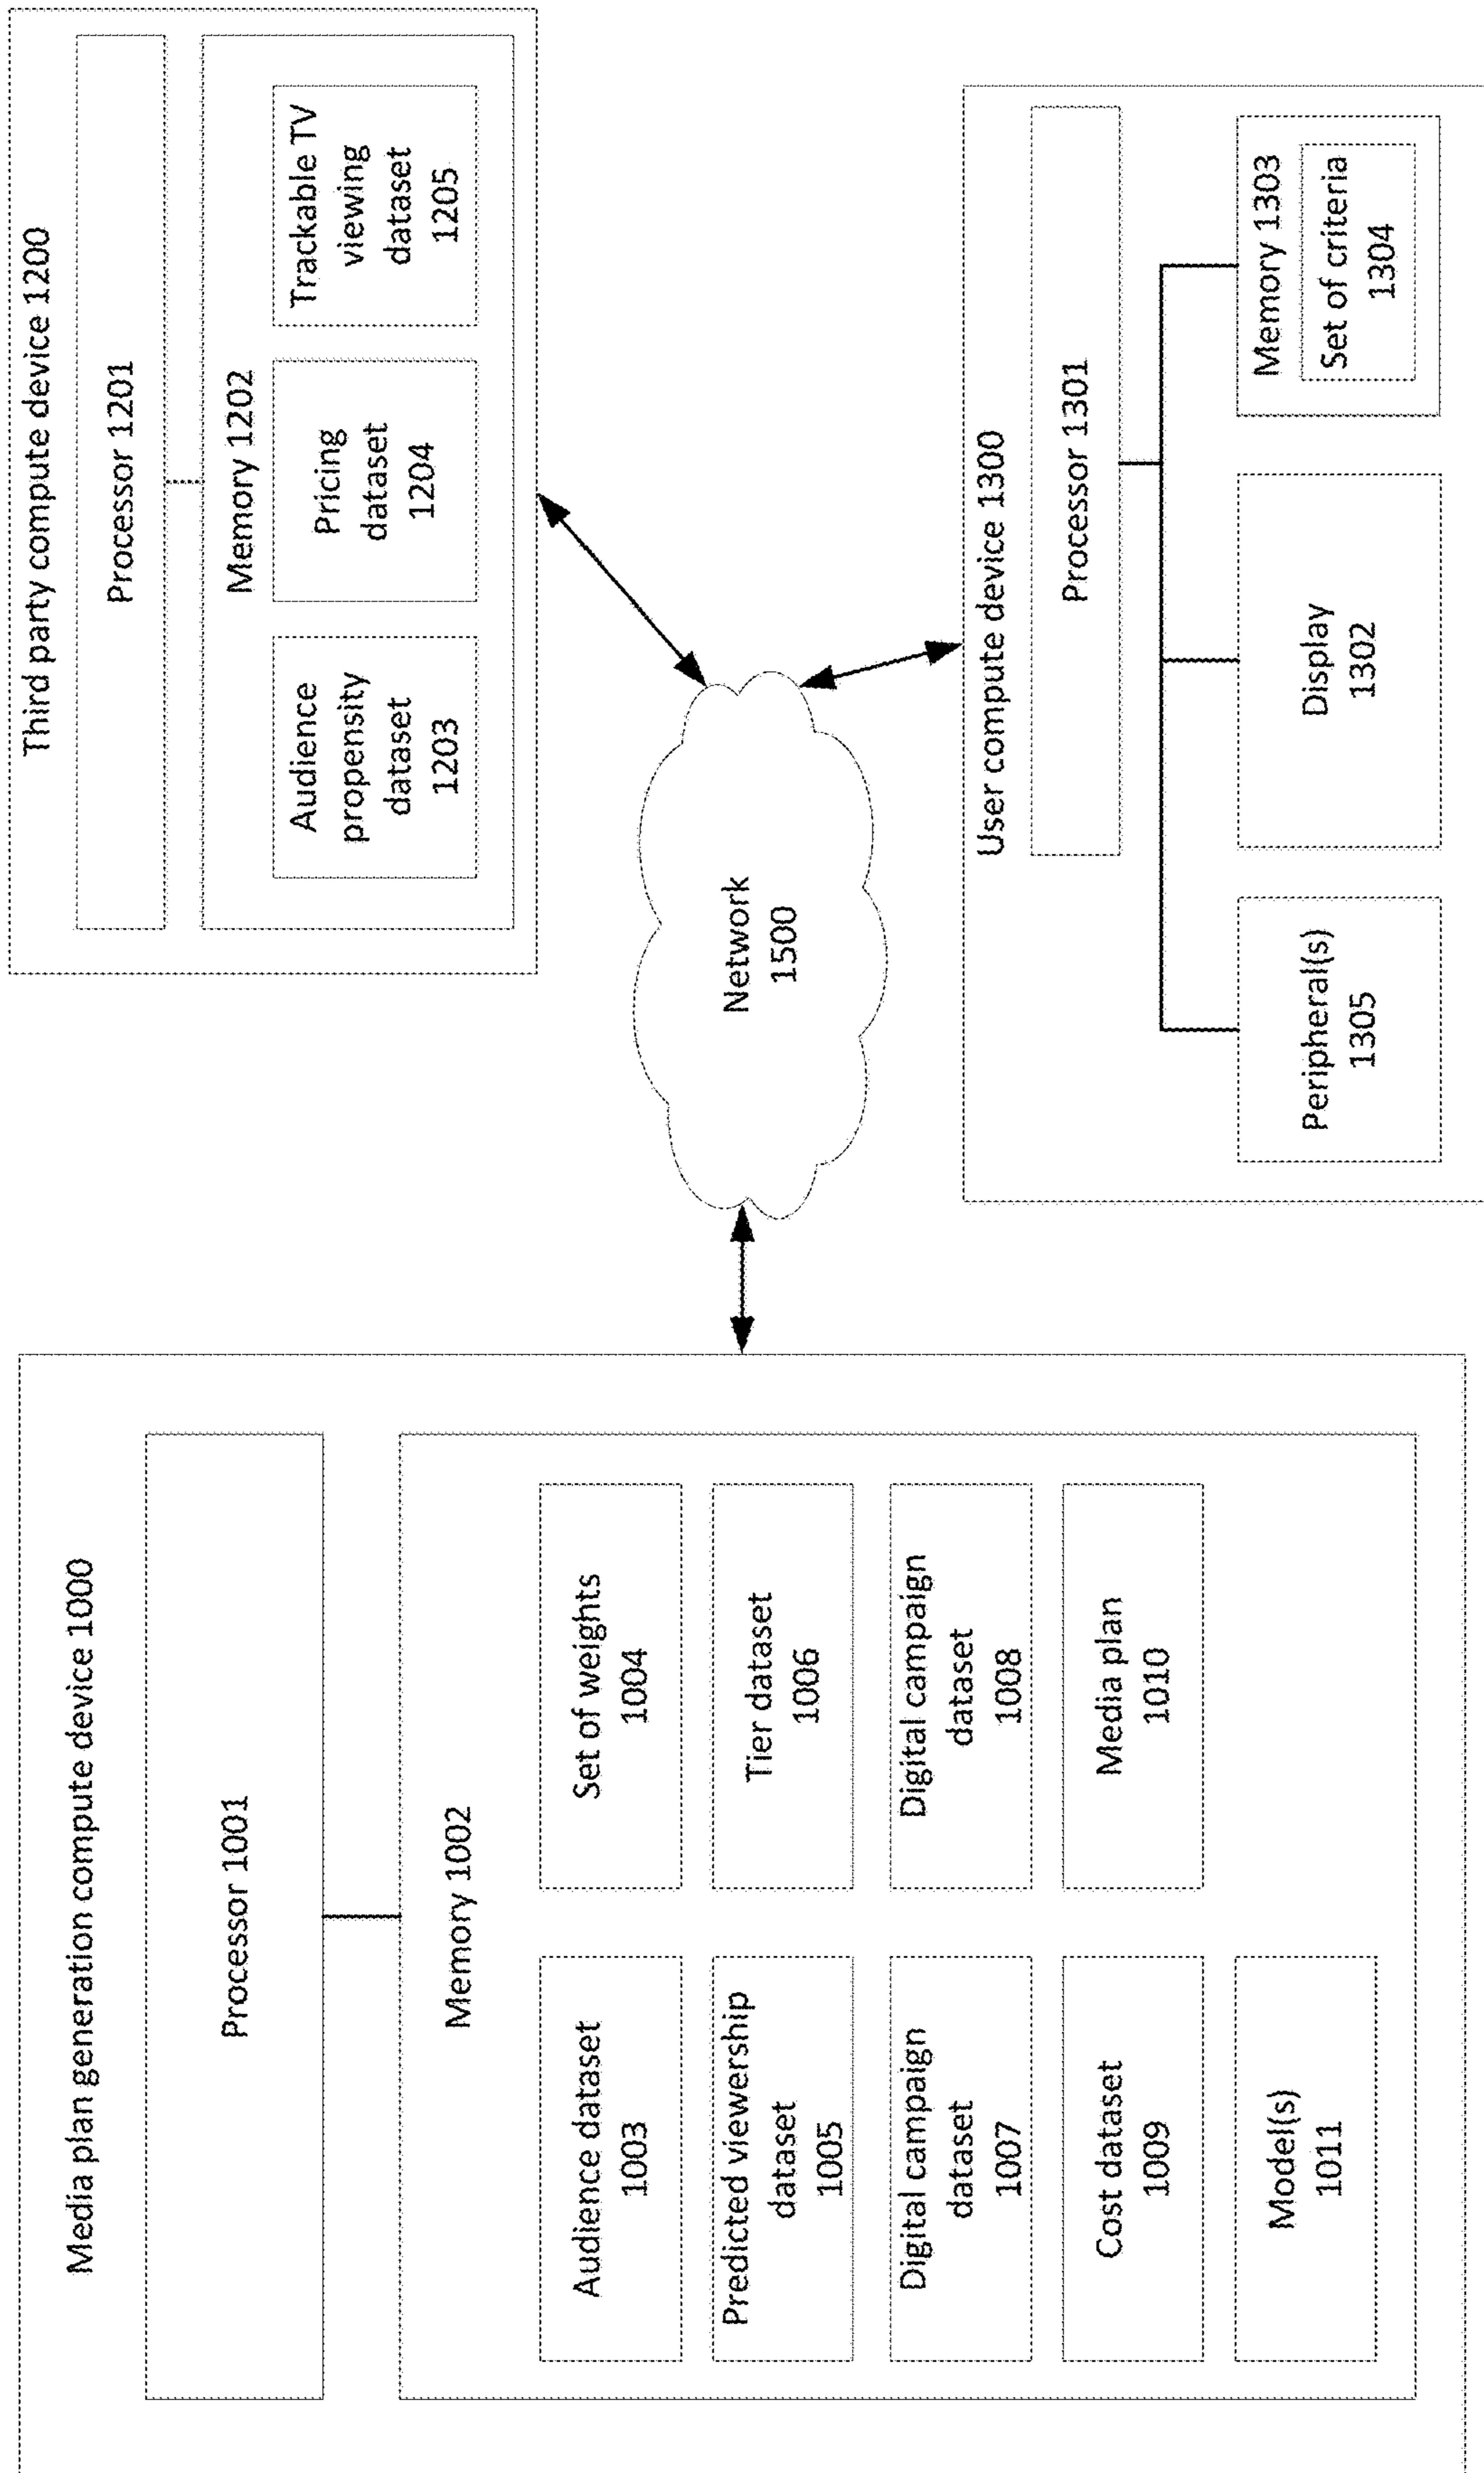 Media plan generation compute device 1000
Processor 1001
Memory 1002
Audience dataset
1003
Set of weights
1004
Predicted viewership
dataset
1005
Tier dataset
1006
Digital campaign
dataset
1007
Digital campaign
dataset
1008
Cost dataset
1009
Media plan
1010
Model(s)
1011
Network
1500
Third party compute device 1200
Processor 1201
Memory 1202
Audience
propensity
dataset
1203
Pricing
dataset
1204
Trackable TV
viewing
dataset
1205
User compute device 1300
Processor 1301
Peripheral(s)
1305
Display
1302
Memory 1303
Set of criteria
1304